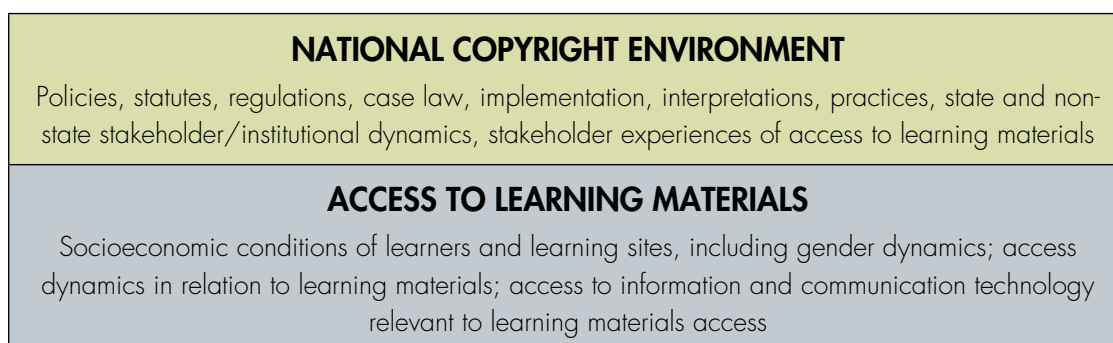 NATIONAL COPYRIGHT ENVIRONMENT
Policies, statutes, regulations, case law, implementation, interpretations, practices, state and non-
state stakeholder/institutional dynamics, stakeholder experiences of access to learning materials
ACCESS TO LEARNING MATERIALS
Socioeconomic conditions of learners and learning sites, including gender dynamics; access
dynamics in relation to learning materials; access to information and communication technology
relevant to learning materials access